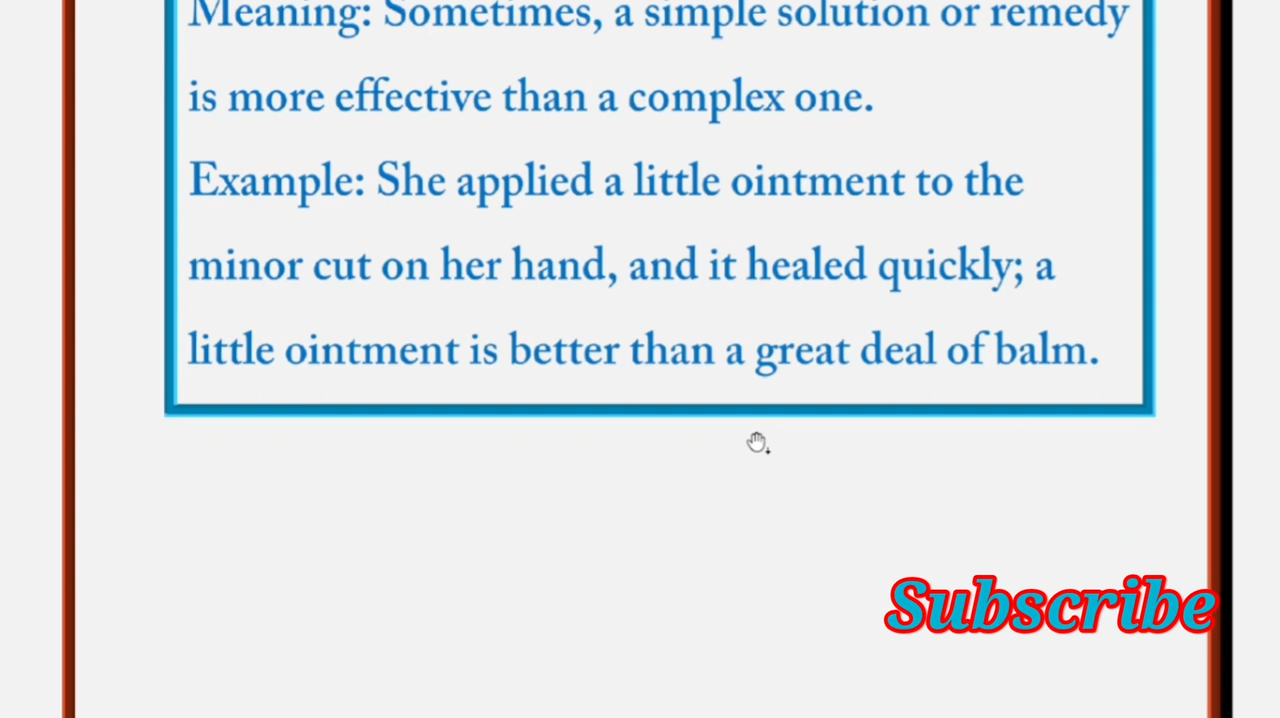 Meaning: Sometimes, a simple solution or remedy
is more effective than a complex one.
Example: She applied a little ointment to the
minor cut on her hand, and it healed quickly; a
little ointment is better than a great deal of balm.
Subscribe